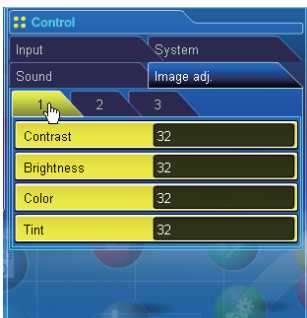 Control
Input System
Sound Image adj.
1 2 3
Contrast 32
Brightness 32
Color 32
Tint 32